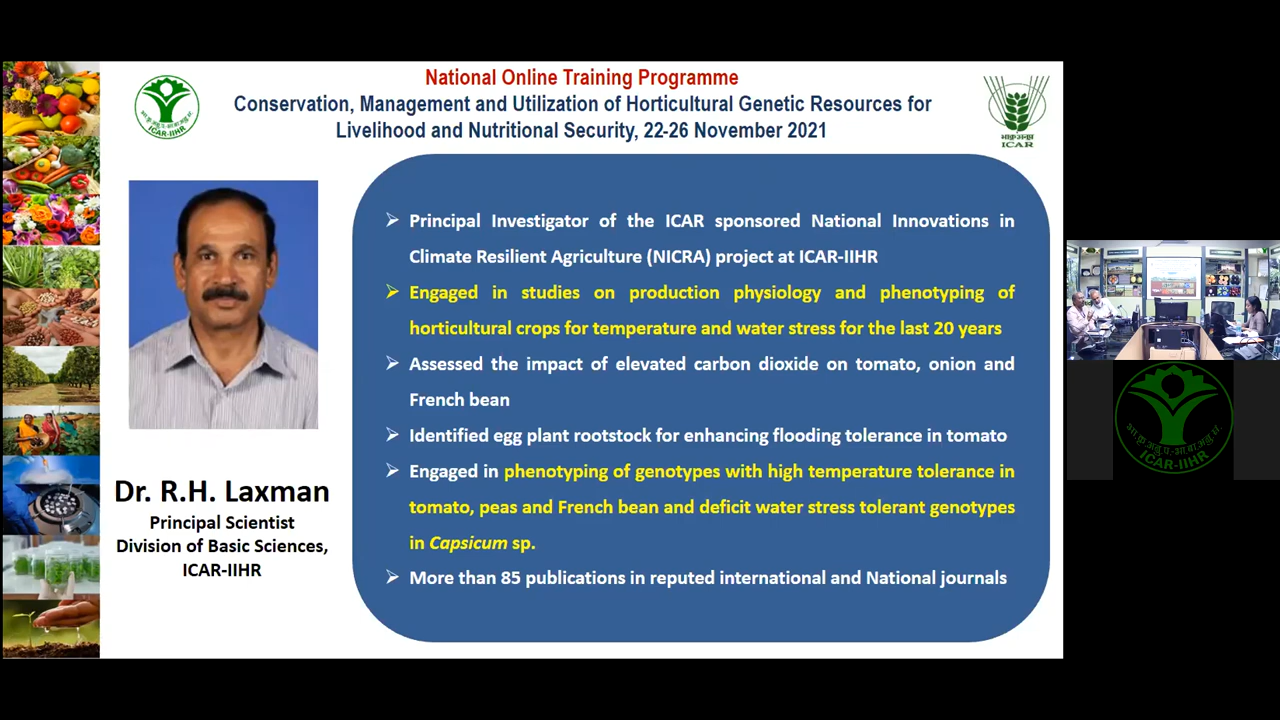 National Online Training Programme
Conservation, Management and Utilization of Horticultural Genetic Resources for
Livelihood and Nutritional Security, 22-26 November 2021
ICAR-IIHR
भाकृअनुप
ICAR
Principal Investigator of the ICAR sponsored National Innovations in
Climate Resilient Agriculture (NICRA) project at ICAR-IIHR
Engaged in studies on production physiology and phenotyping of
horticultural crops for temperature and water stress for the last 20 years
Assessed the impact of elevated carbon dioxide on tomato, onion and
French bean
Identified egg plant rootstock for enhancing flooding tolerance in tomato
Engaged in phenotyping of genotypes with high temperature tolerance in
tomato, peas and French bean and deficit water stress tolerant genotypes
in Capsicum sp.
More than 85 publications in reputed international and National journals
Dr. R.H. Laxman
Principal Scientist
Division of Basic Sciences,
ICAR-IIHR
ICAR-IIHR